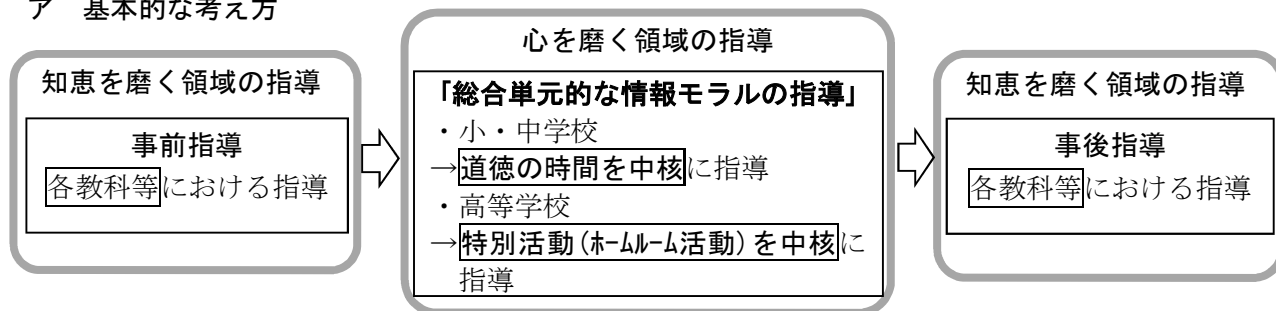 ア 基本的な考え方
知恵を磨く領域の指導
事前指導
各教科等における指導
心を磨く領域の指導
「総合単元的な情報モラルの指導」
・小・中学校
→道徳の時間を中核に指導
・高等学校
→特別活動(ﾎｰﾑﾙｰﾑ活動)を中核に
指導
知恵を磨く領域の指導
事後指導
各教科等における指導